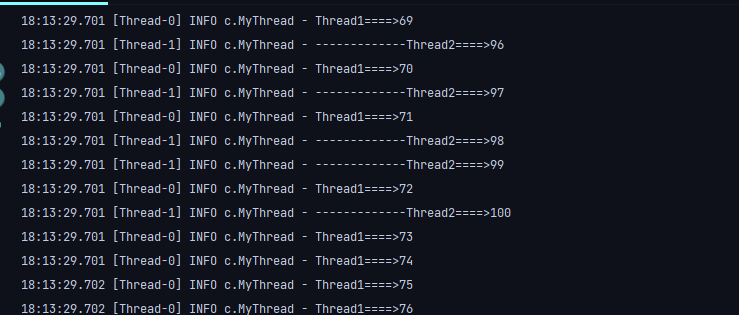 18:13:29.701 [Thread-0] INFO c.MyThread - Thread1====>69
18:13:29.701 [Thread-1] INFO c.MyThread - -------------Thread2====>96
18:13:29.701 [Thread-0] INFO c.MyThread - Thread1====>70
18:13:29.701 [Thread-1] INFO c.MyThread - -------------Thread2====>97
18:13:29.701 [Thread-0] INFO c.MyThread - Thread1====>71
18:13:29.701 [Thread-1] INFO c.MyThread - -------------Thread2====>98
18:13:29.701 [Thread-1] INFO c.MyThread - -------------Thread2====>99
18:13:29.701 [Thread-0] INFO c.MyThread - Thread1====>72
18:13:29.701 [Thread-1] INFO c.MyThread - -------------Thread2====>100
18:13:29.701 [Thread-0] INFO c.MyThread - Thread1====>73
18:13:29.701 [Thread-0] INFO c.MyThread - Thread1====>74
18:13:29.702 [Thread-0] INFO c.MyThread - Thread1====>75
18:13:29.702 [Thread-0] INFO c.MyThread - Thread1====>76